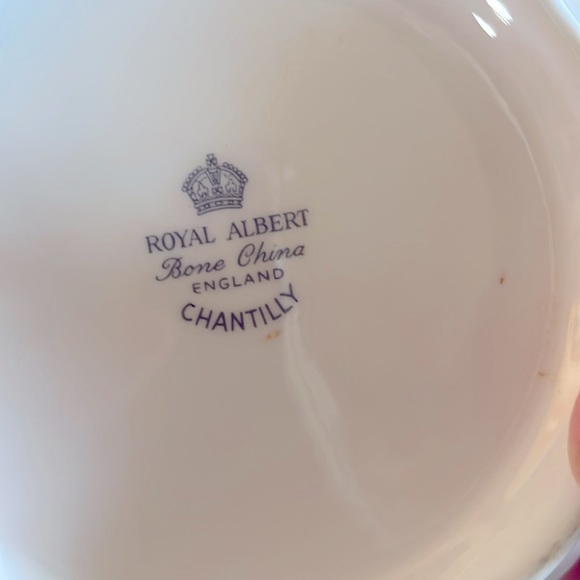 ROYAL ALBERT
Bone China
ENGLAND
CHANTILLY